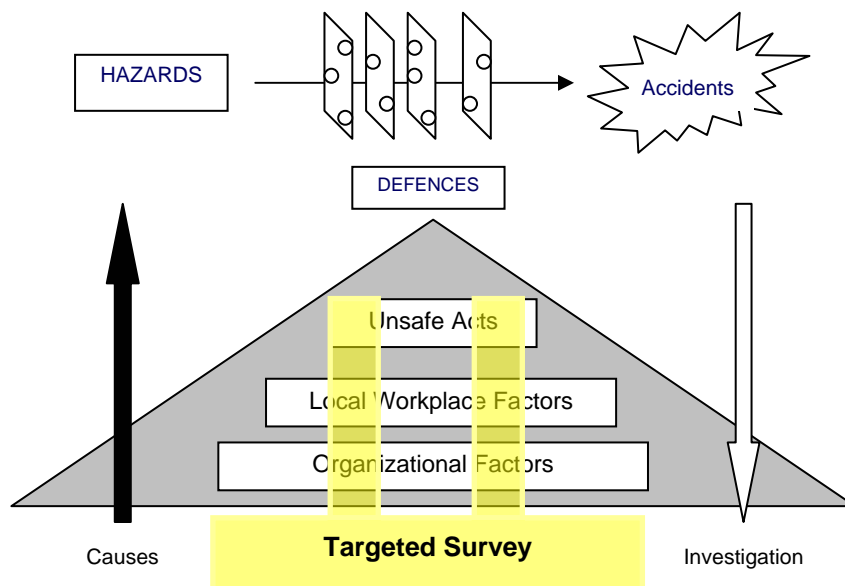 HAZARDS
Accidents
DEFENCES
Unsafe Acts
Local Workplace Factors
Organizational Factors
Targeted Survey
Causes
Investigation